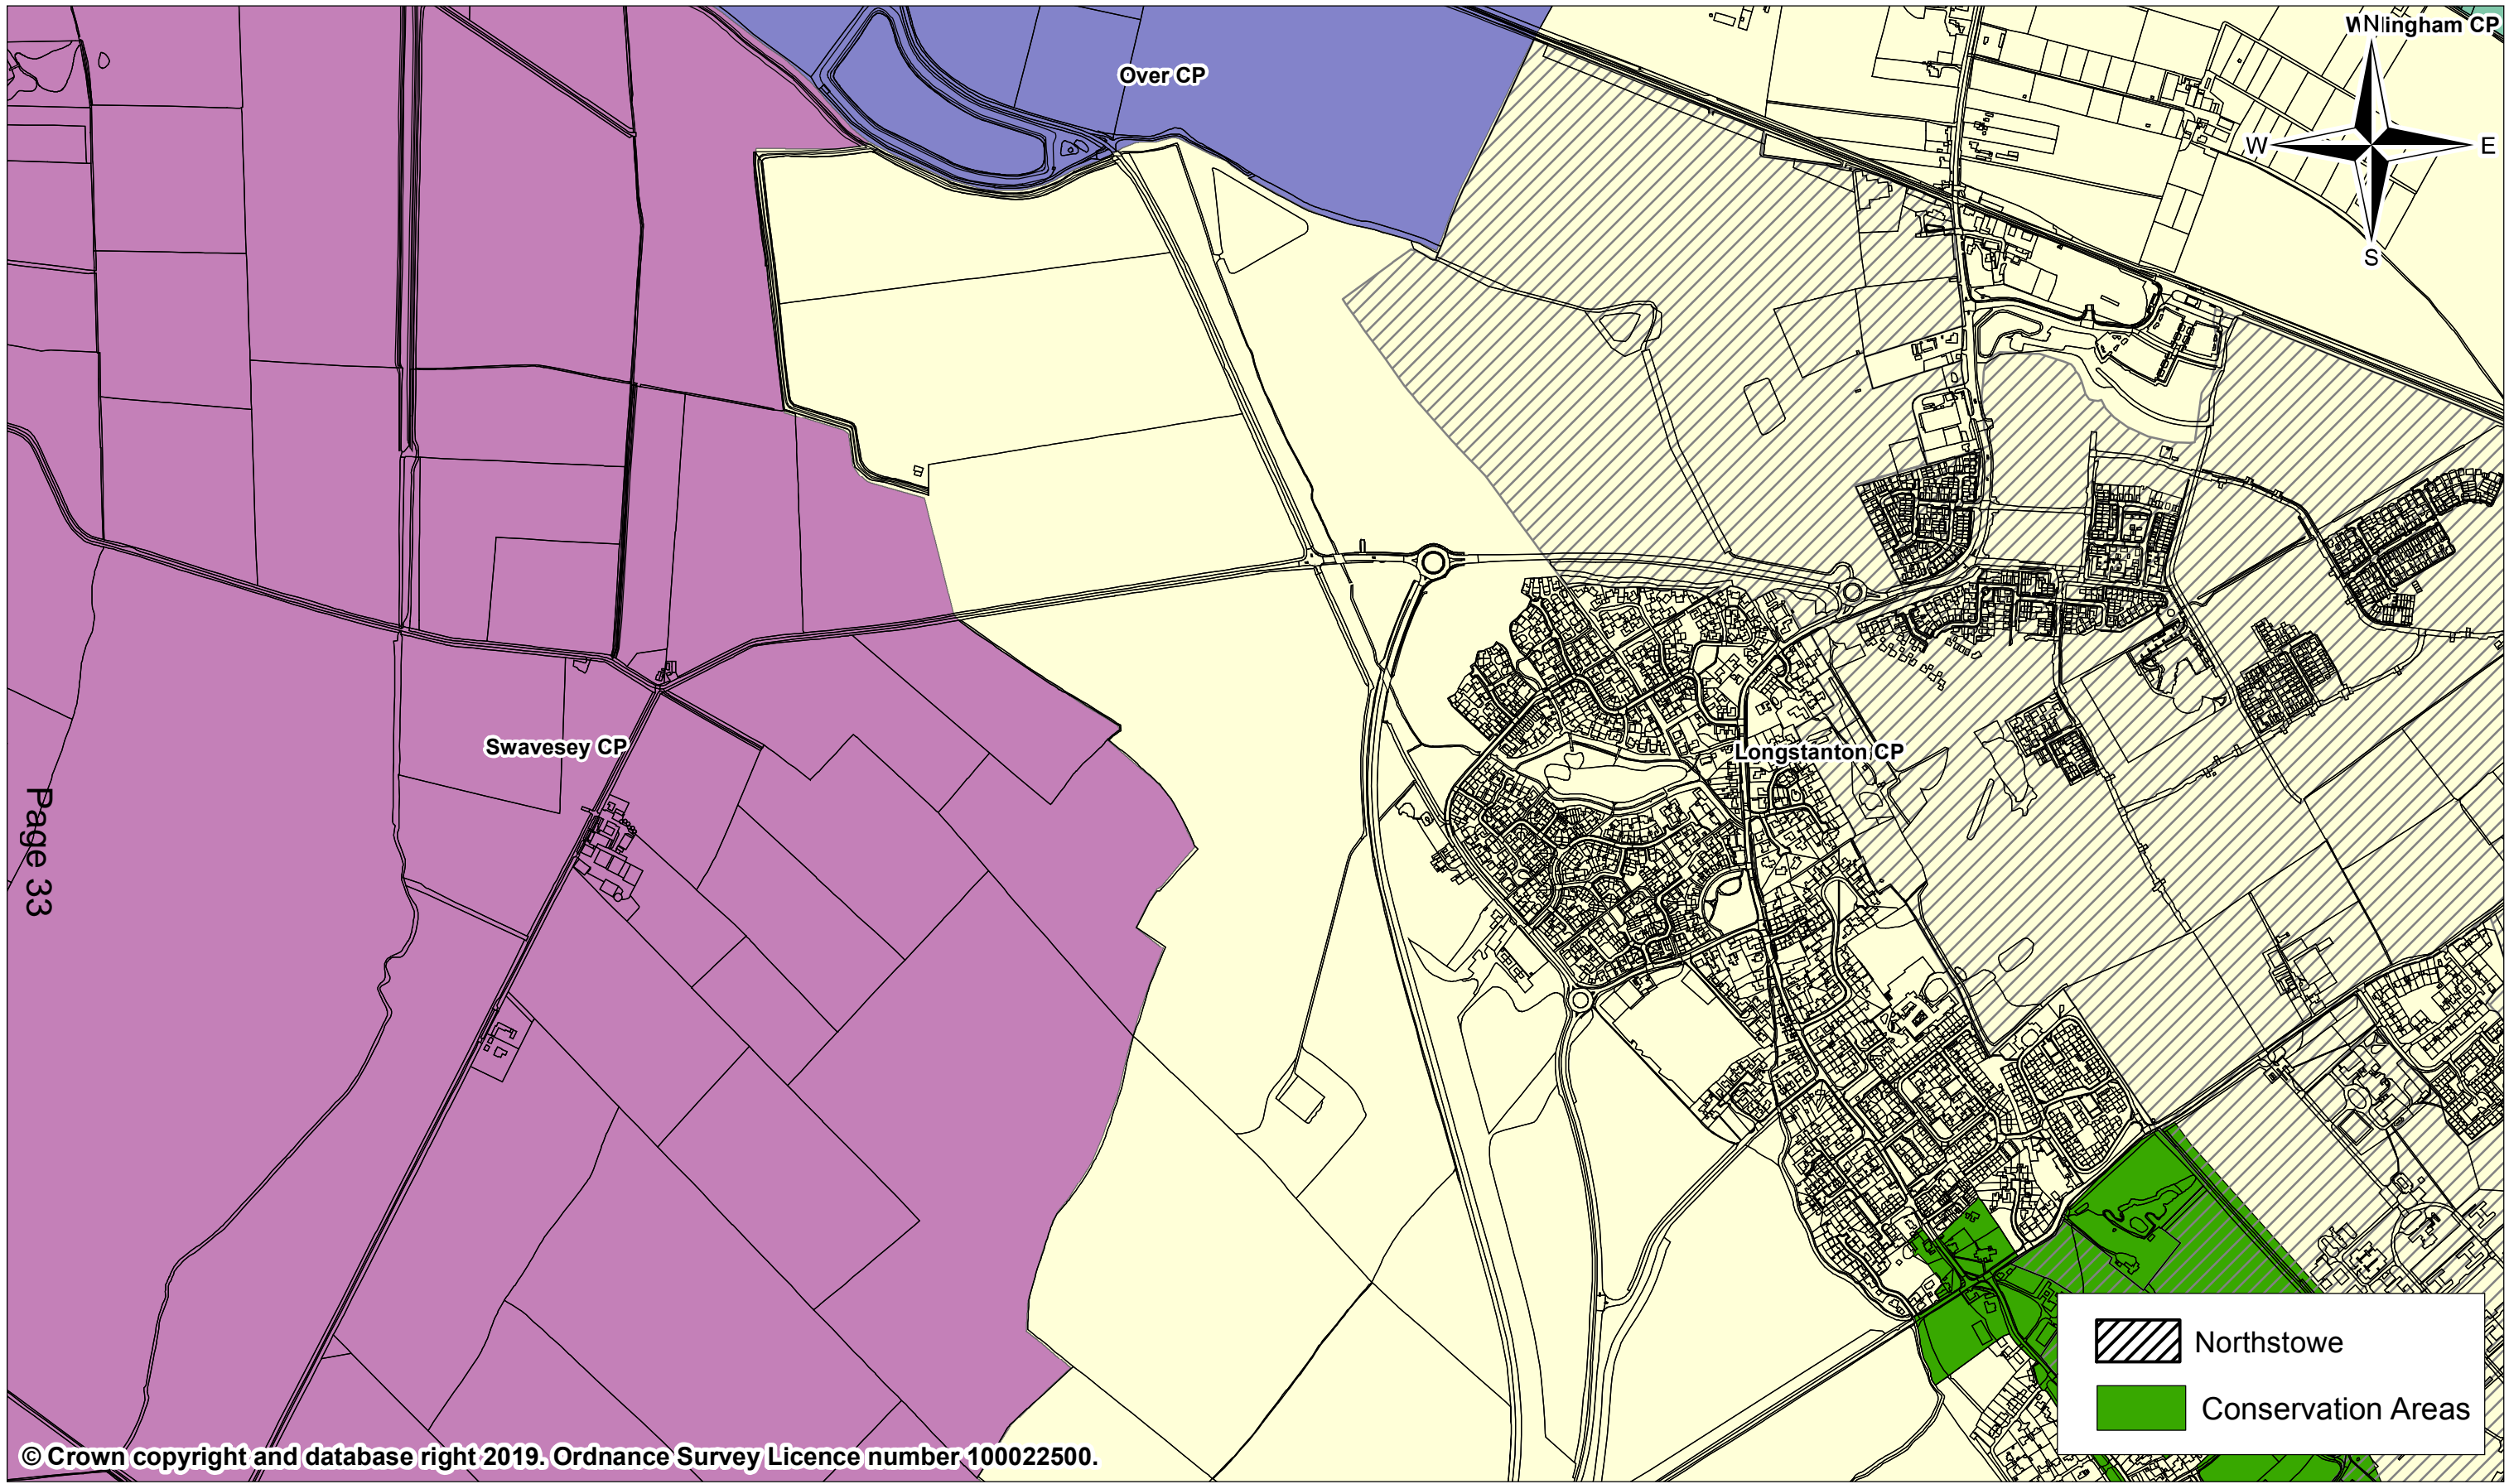 N
Willingham CP
Over CP
W
E
S
Swavesey CP
Longstanton CP
Page 33
Northstowe
Conservation Areas
© Crown copyright and database right 2019. Ordnance Survey Licence number 100022500.